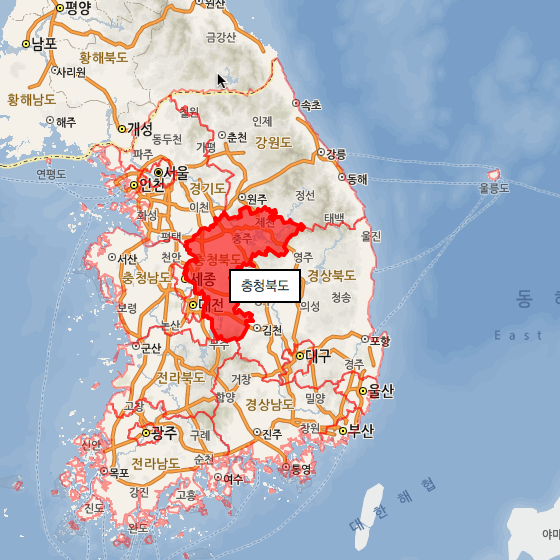 평양
원산
남포
금강산
황해북도
사리원
황해남도
속초
해주
개성
철원
인제
동두천
춘천
강원도
파주
가평
강릉
연평도
서울
동해
인천
경기도
울릉도
원주
정선
이천
화성
제천
태백
평택
충주
울진
서산
천안
충청북도
영주
충청남도
세종
경상북도
충청북도
청송
보령
대전
의성
논산
김천
무주
군산
포항
대구
경주
전라북도
거창
울산
함양
고창
경상남도
밀양
광주
구례
진주
창원
부산
신안
전라남도
순천
목포
여수
통영
강진
고흥
진도
완도
동 해
East
대 한 해 협
야마